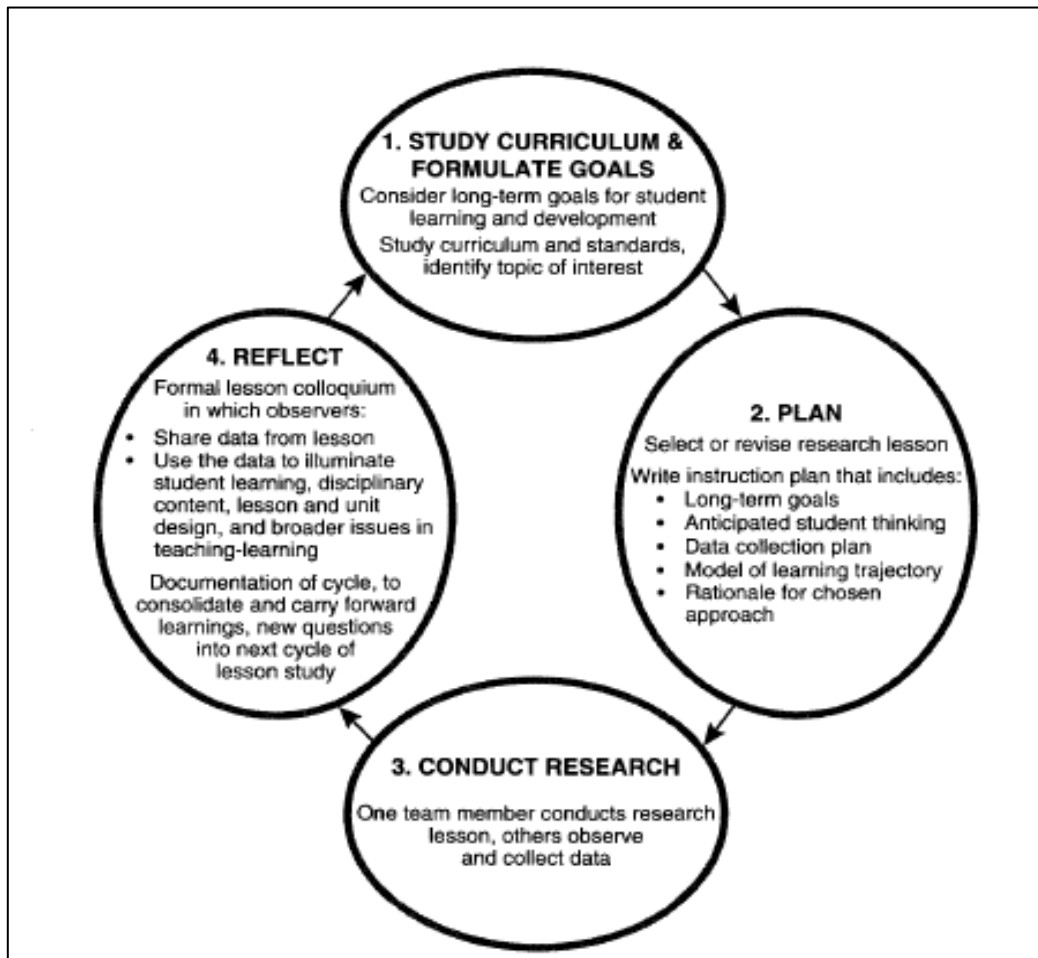 1. STUDY CURRICULUM &
FORMULATE GOALS
Consider long-term goals for student
learning and development
Study curriculum and standards,
identify topic of interest
2. PLAN
Select or revise research lesson
Write instruction plan that includes:
• Long-term goals
• Anticipated student thinking
• Data collection plan
• Model of learning trajectory
• Rationale for chosen
approach
3. CONDUCT RESEARCH
One team member conducts research
lesson, others observe
and collect data
4. REFLECT
Formal lesson colloquium
in which observers:
• Share data from lesson
• Use the data to illuminate
student learning, disciplinary
content, lesson and unit
design, and broader issues in
teaching-learning
Documentation of cycle, to
consolidate and carry forward
learnings, new questions
into next cycle of
lesson study